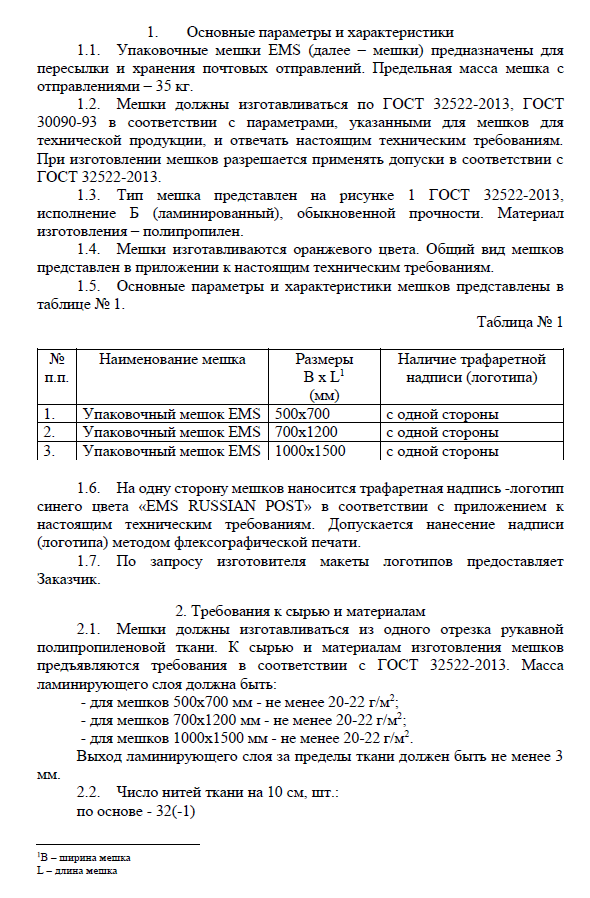 1. Основные параметры и характеристики
1.1. Упаковочные мешки EMS (далее – мешки) предназначены для
пересылки и хранения почтовых отправлений. Предельная масса мешка с
отправлениями – 35 кг.
1.2. Мешки должны изготавливаться по ГОСТ 32522-2013, ГОСТ
30090-93 в соответствии с параметрами, указанными для мешков для
технической продукции, и отвечать настоящим техническим требованиям.
При изготовлении мешков разрешается применять допуски в соответствии с
ГОСТ 32522-2013.
1.3. Тип мешка представлен на рисунке 1 ГОСТ 32522-2013,
исполнение Б (ламинированный), обыкновенной прочности. Материал
изготовления – полипропилен.
1.4. Мешки изготавливаются оранжевого цвета. Общий вид мешков
представлен в приложении к настоящим техническим требованиям.
1.5. Основные параметры и характеристики мешков представлены в
таблице № 1.
Таблица № 1
№ Наименование мешка Размеры Наличие трафаретной
п.п. B x L¹ надписи (логотипа)
(мм)
1. Упаковочный мешок EMS 500х700 с одной стороны
2. Упаковочный мешок EMS 700х1200 с одной стороны
3. Упаковочный мешок EMS 1000х1500 с одной стороны
1.6. На одну сторону мешков наносится трафаретная надпись -логотип
синего цвета «EMS RUSSIAN POST» в соответствии с приложением к
настоящим техническим требованиям. Допускается нанесение надписи
(логотипа) методом флексографической печати.
1.7. По запросу изготовителя макеты логотипов предоставляет
Заказчик.
2. Требования к сырью и материалам
2.1. Мешки должны изготавливаться из одного отрезка рукавной
полипропиленовой ткани. К сырью и материалам изготовления мешков
предъявляются требования в соответствии с ГОСТ 32522-2013. Масса
ламинирующего слоя должна быть:
- для мешков 500х700 мм - не менее 20-22 г/м²;
- для мешков 700х1200 мм - не менее 20-22 г/м²;
- для мешков 1000х1500 мм - не менее 20-22 г/м².
Выход ламинирующего слоя за пределы ткани должен быть не менее 3
мм.
2.2. Число нитей ткани на 10 см, шт.:
по основе - 32(-1)
¹B – ширина мешка
L – длина мешка